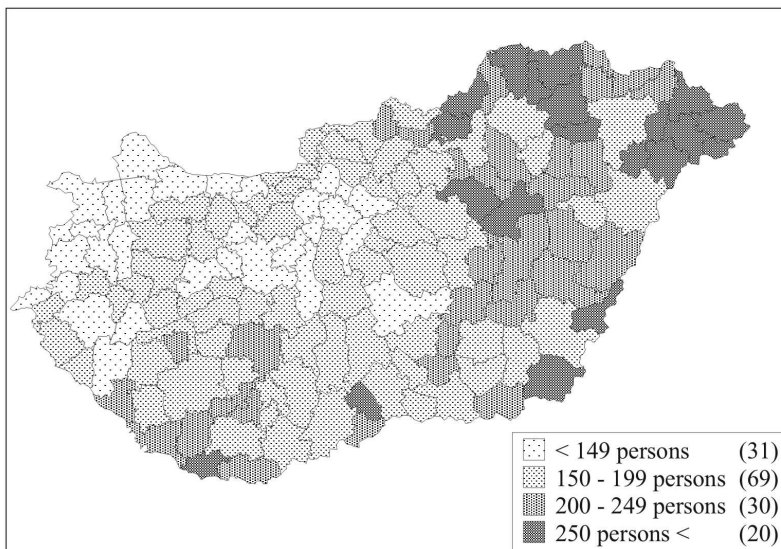 < 149 persons (31)
150 - 199 persons (69)
200 - 249 persons (30)
250 persons < (20)